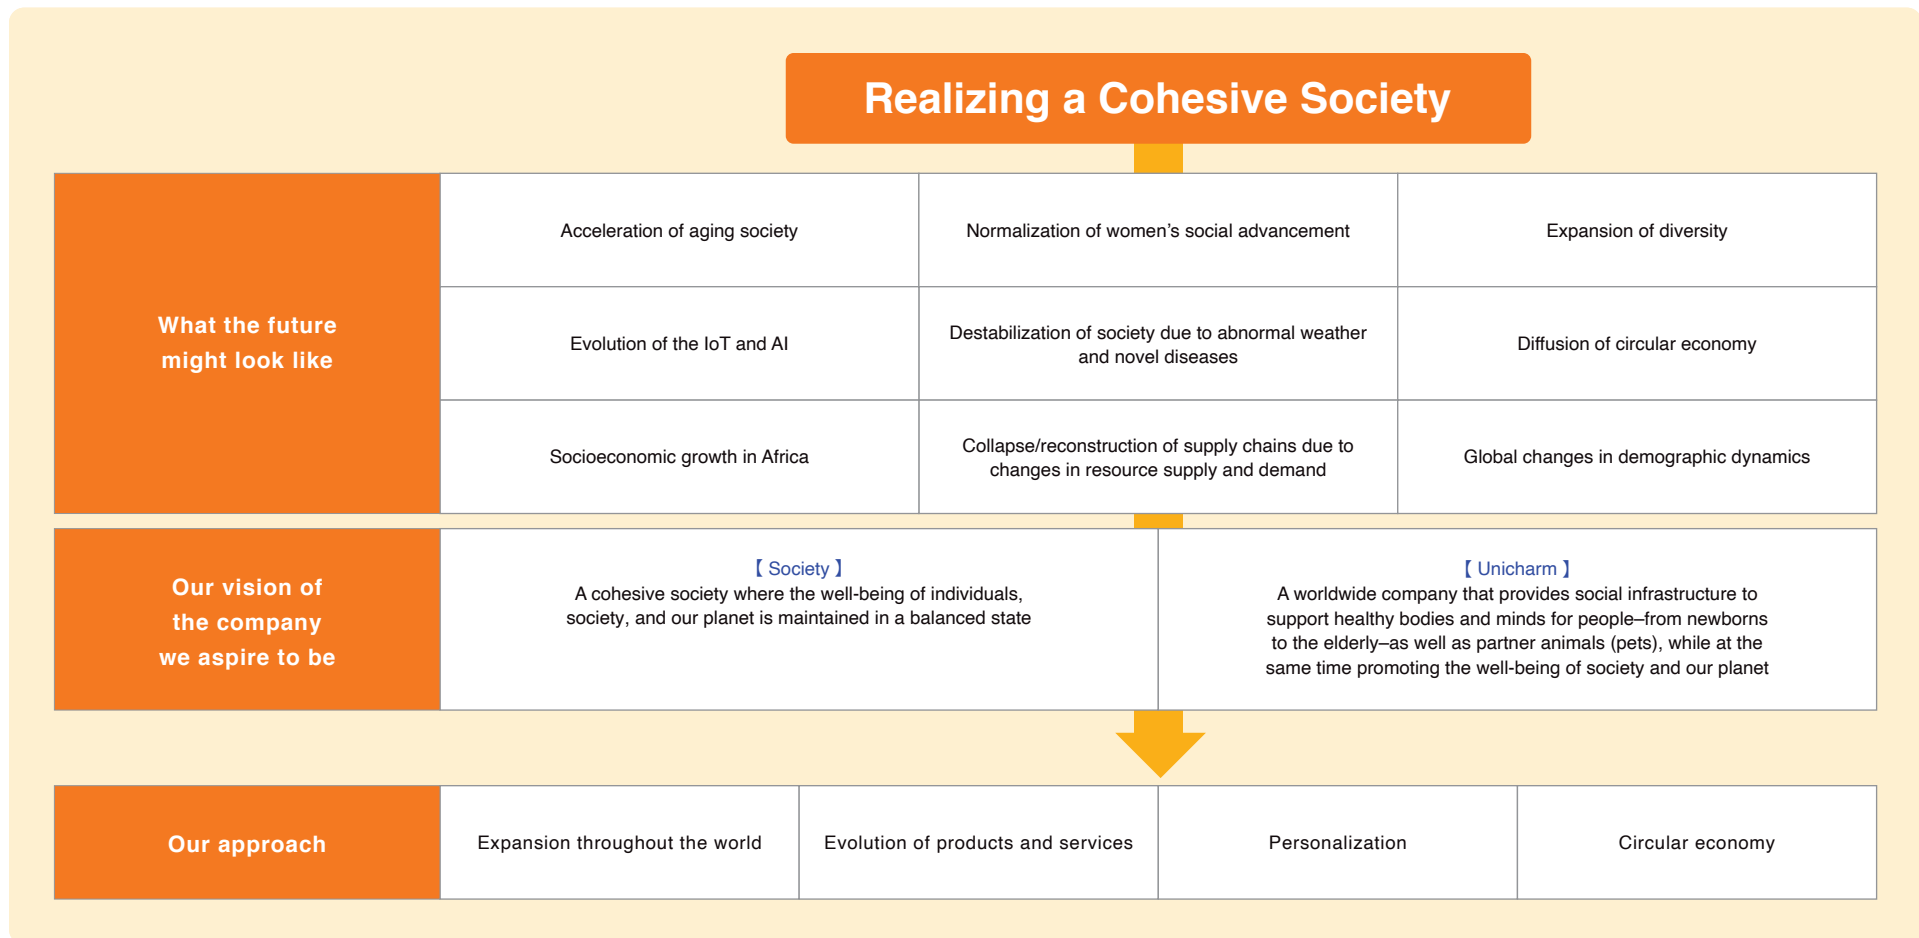 Realizing a Cohesive Society
What the future
might look like
Acceleration of aging society
Normalization of women’s social advancement
Expansion of diversity
Evolution of the IoT and AI
Destabilization of society due to abnormal weather
and novel diseases
Diffusion of circular economy
Socioeconomic growth in Africa
Collapse/reconstruction of supply chains due to
changes in resource supply and demand
Global changes in demographic dynamics
Our vision of
the company
we aspire to be
【 Society 】
A cohesive society where the well-being of individuals,
society, and our planet is maintained in a balanced state
【 Unicharm 】
A worldwide company that provides social infrastructure to
support healthy bodies and minds for people–from newborns
to the elderly–as well as partner animals (pets), while at the
same time promoting the well-being of society and our planet
Our approach
Expansion throughout the world
Evolution of products and services
Personalization
Circular economy